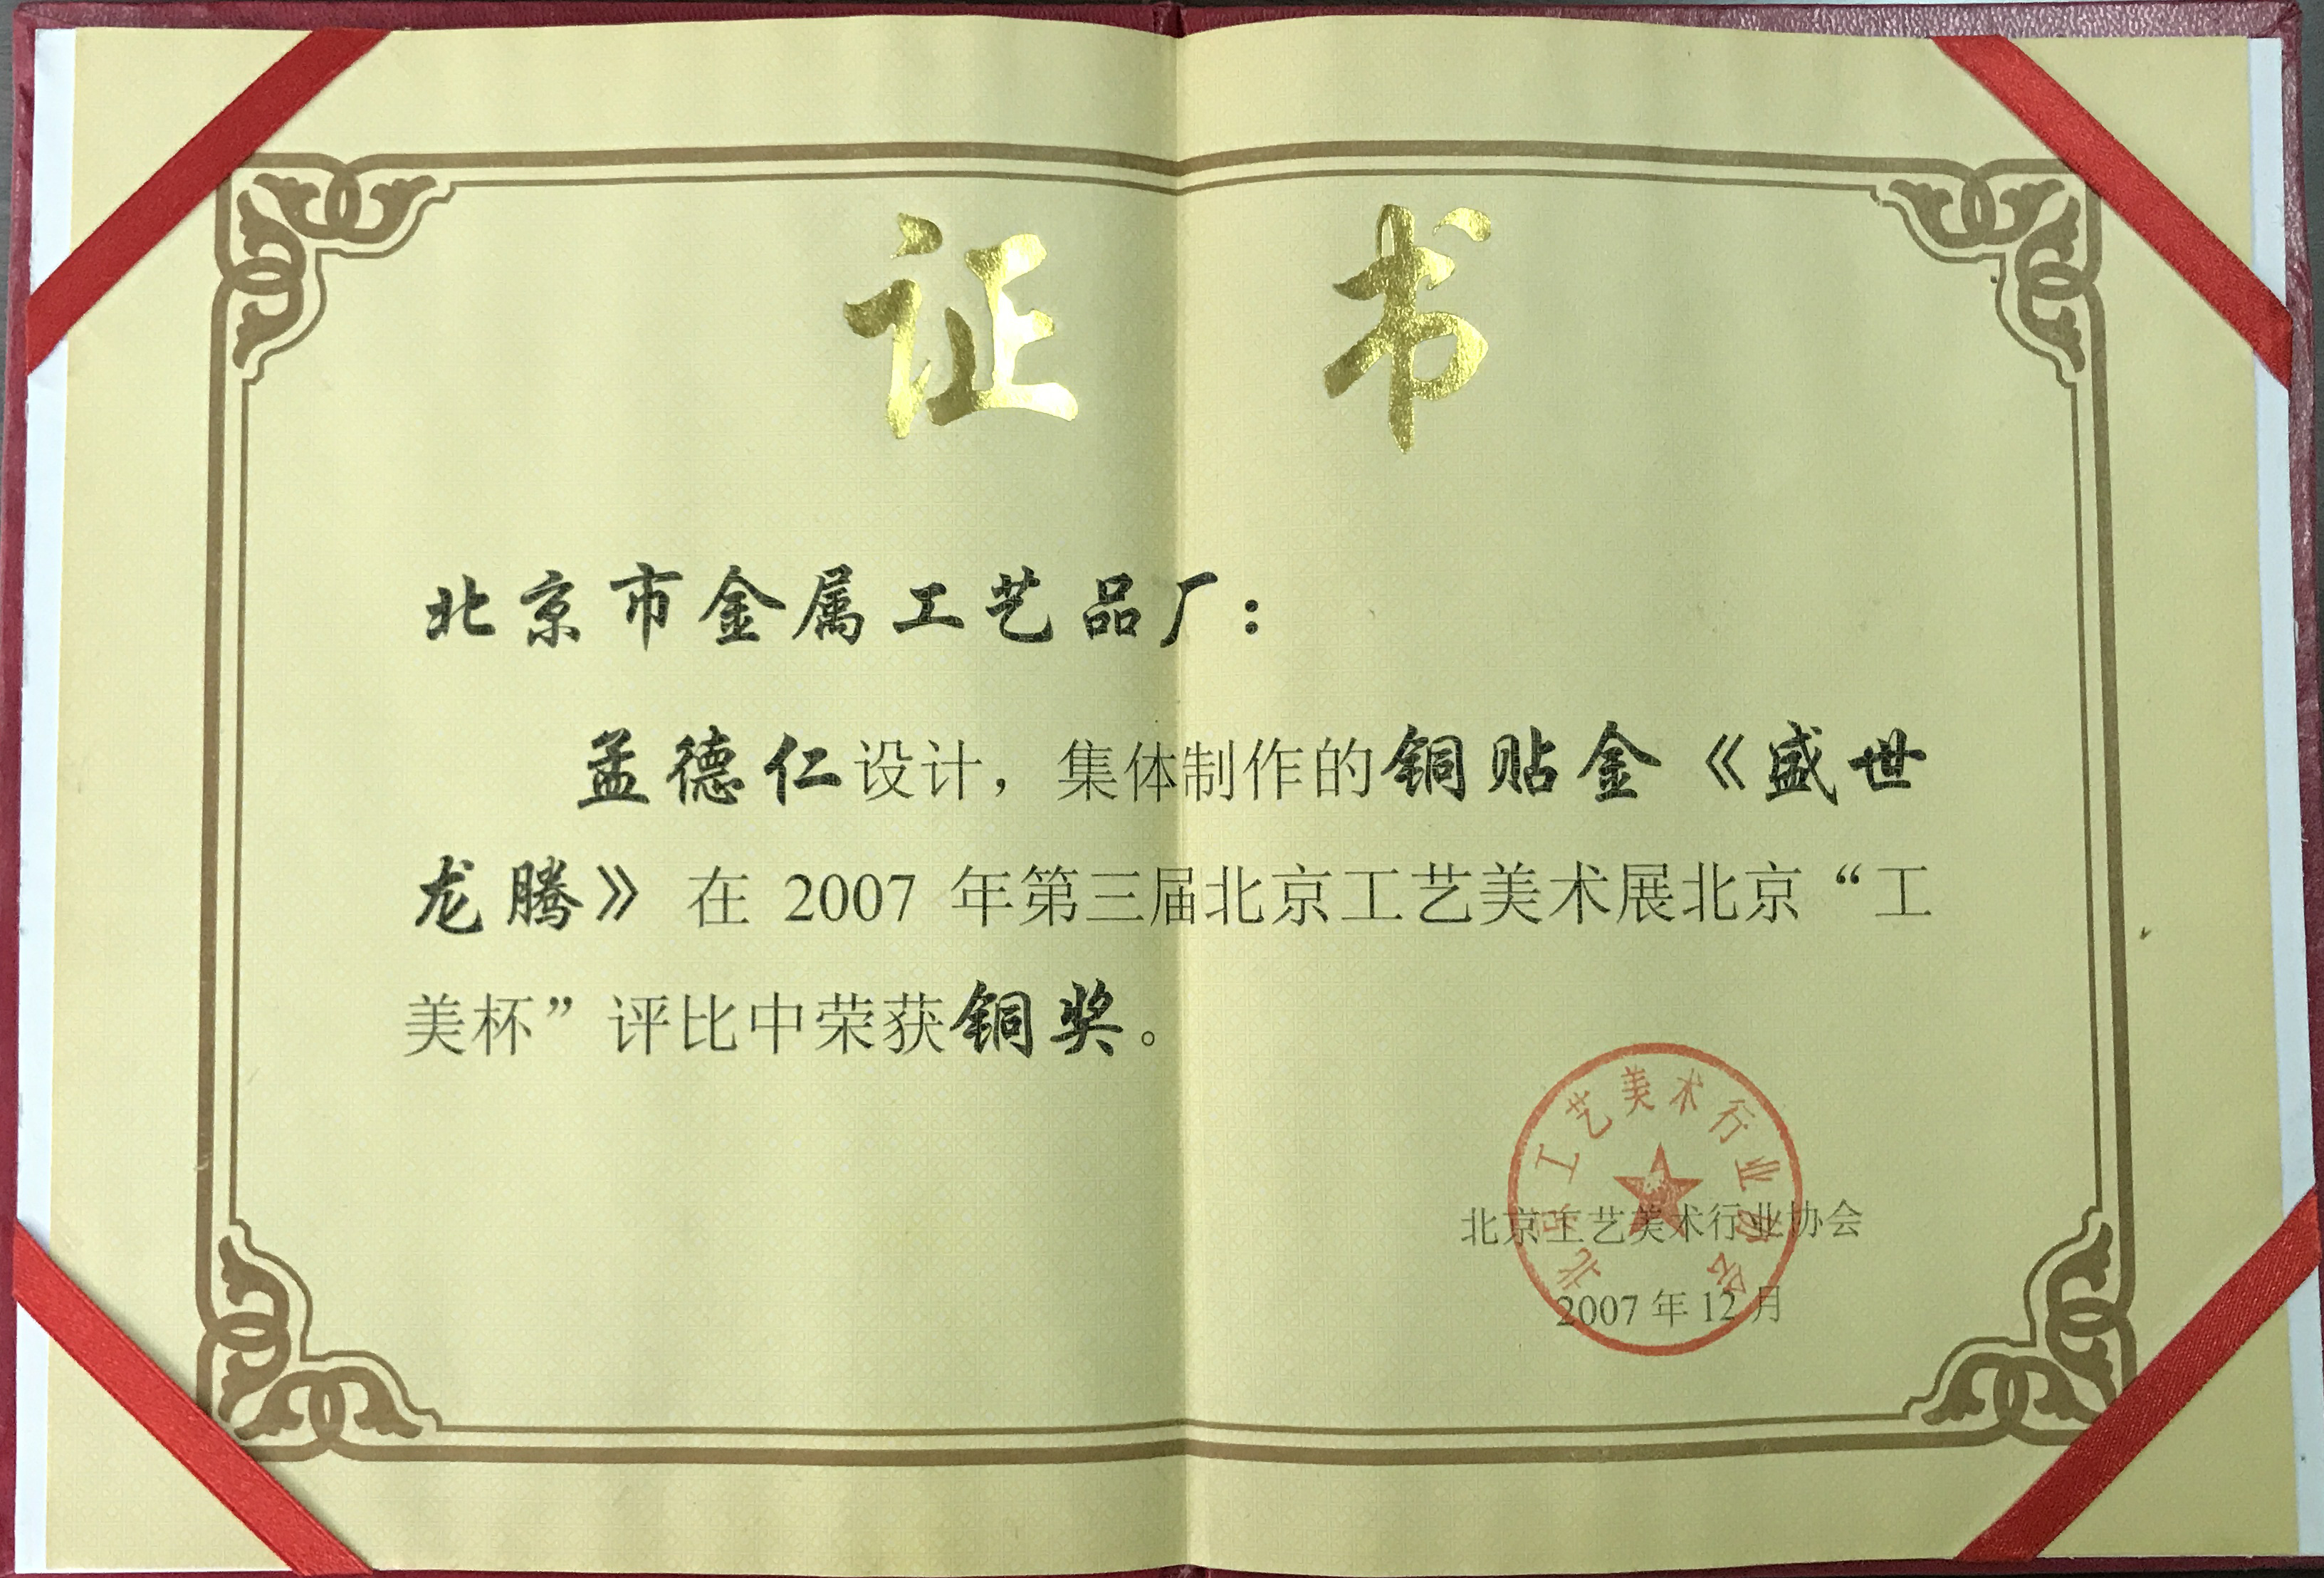 证书
北京市金属工艺品厂：
孟德仁设计，集体制作的铜贴金《盛世
龙腾》在 2007 年第三届北京工艺美术展北京“工
美杯”评比中荣获铜奖。
北京工艺美术行业协会
北京工艺美术行业协会
2007 年 12 月